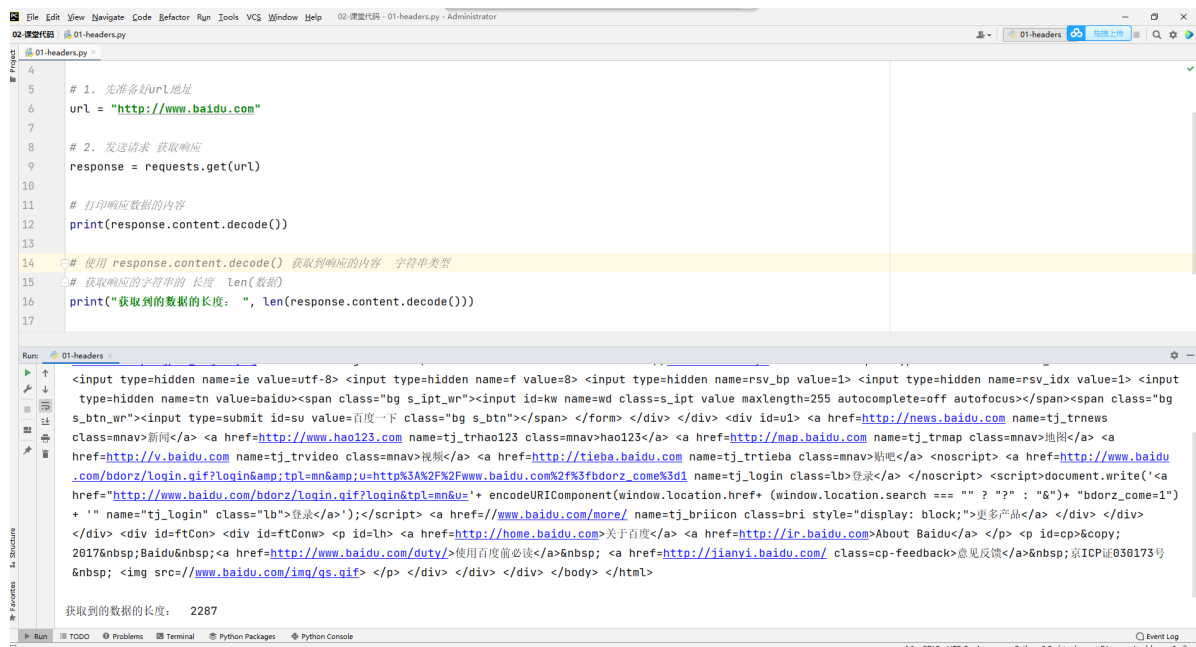 File Edit View Navigate Code Refactor Run Tools VCS Window Help 02-课堂代码 - 01-headers.py - Administrator
02-课堂代码 01-headers.py 01-headers 拖拽上传
Project 01-headers.py
4
5 # 1. 先准备好url地址
6 url = "http://www.baidu.com"
7
8 # 2. 发送请求 获取响应
9 response = requests.get(url)
10
11 # 打印响应数据的内容
12 print(response.content.decode())
13
14 # 使用 response.content.decode() 获取到响应的内容 字符串类型
15 # 获取响应的字符串的 长度 len(数据)
16 print("获取到的数据的长度: ", len(response.content.decode()))
17
Run: 01-headers
<input type=hidden name=ie value=utf-8> <input type=hidden name=f value=8> <input type=hidden name=rsv_bp value=1> <input type=hidden name=rsv_idx value=1> <input
type=hidden name=tn value=baidu><span class="bg s_ipt_wr"><input id=kw name=wd class=s_ipt value maxlength=255 autocomplete=off autofocus></span><span class="bg
s_btn_wr"><input type=submit id=su value=百度一下 class="bg s_btn"></span> </form> </div> </div> <div id=u1> <a href=http://news.baidu.com name=tj_trnews
class=mnav>新闻</a> <a href=http://www.hao123.com name=tj_trhao123 class=mnav>hao123</a> <a href=http://map.baidu.com name=tj_trmap class=mnav>地图</a> <a
href=http://v.baidu.com name=tj_trvideo class=mnav>视频</a> <a href=http://tieba.baidu.com name=tj_trtieba class=mnav>贴吧</a> <noscript> <a href=http://www.baidu
.com/bdorz/login.gif?login&amp;tpl=mn&amp;u=http%3A%2F%2Fwww.baidu.com%2f%3fbdorz_come%3d1 name=tj_login class=lb>登录</a> </noscript> <script>document.write('<a
href="http://www.baidu.com/bdorz/login.gif?login&tpl=mn&u='+ encodeURIComponent(window.location.href+ (window.location.search === "" ? "?" : "&")+ "bdorz_come=1")
+ '" name="tj_login" class="lb">登录</a>');</script> <a href=//www.baidu.com/more/ name=tj_briicon class=bri style="display: block;">更多产品</a> </div> </div>
</div> <div id=ftCon> <div id=ftConw> <p id=lh> <a href=http://home.baidu.com>关于百度</a> <a href=http://ir.baidu.com>About Baidu</a> </p> <p id=cp>&copy;
2017&nbsp;Baidu&nbsp;<a href=http://www.baidu.com/duty/>使用百度前必读</a>&nbsp; <a href=http://jianyi.baidu.com/ class=cp-feedback>意见反馈</a>&nbsp;京ICP证030173号
&nbsp; <img src=//www.baidu.com/img/gs.gif> </p> </div> </div> </div> </body> </html>
获取到的数据的长度: 2287
Structure
Favorites
Run TODO Problems Terminal Python Packages Python Console Event Log